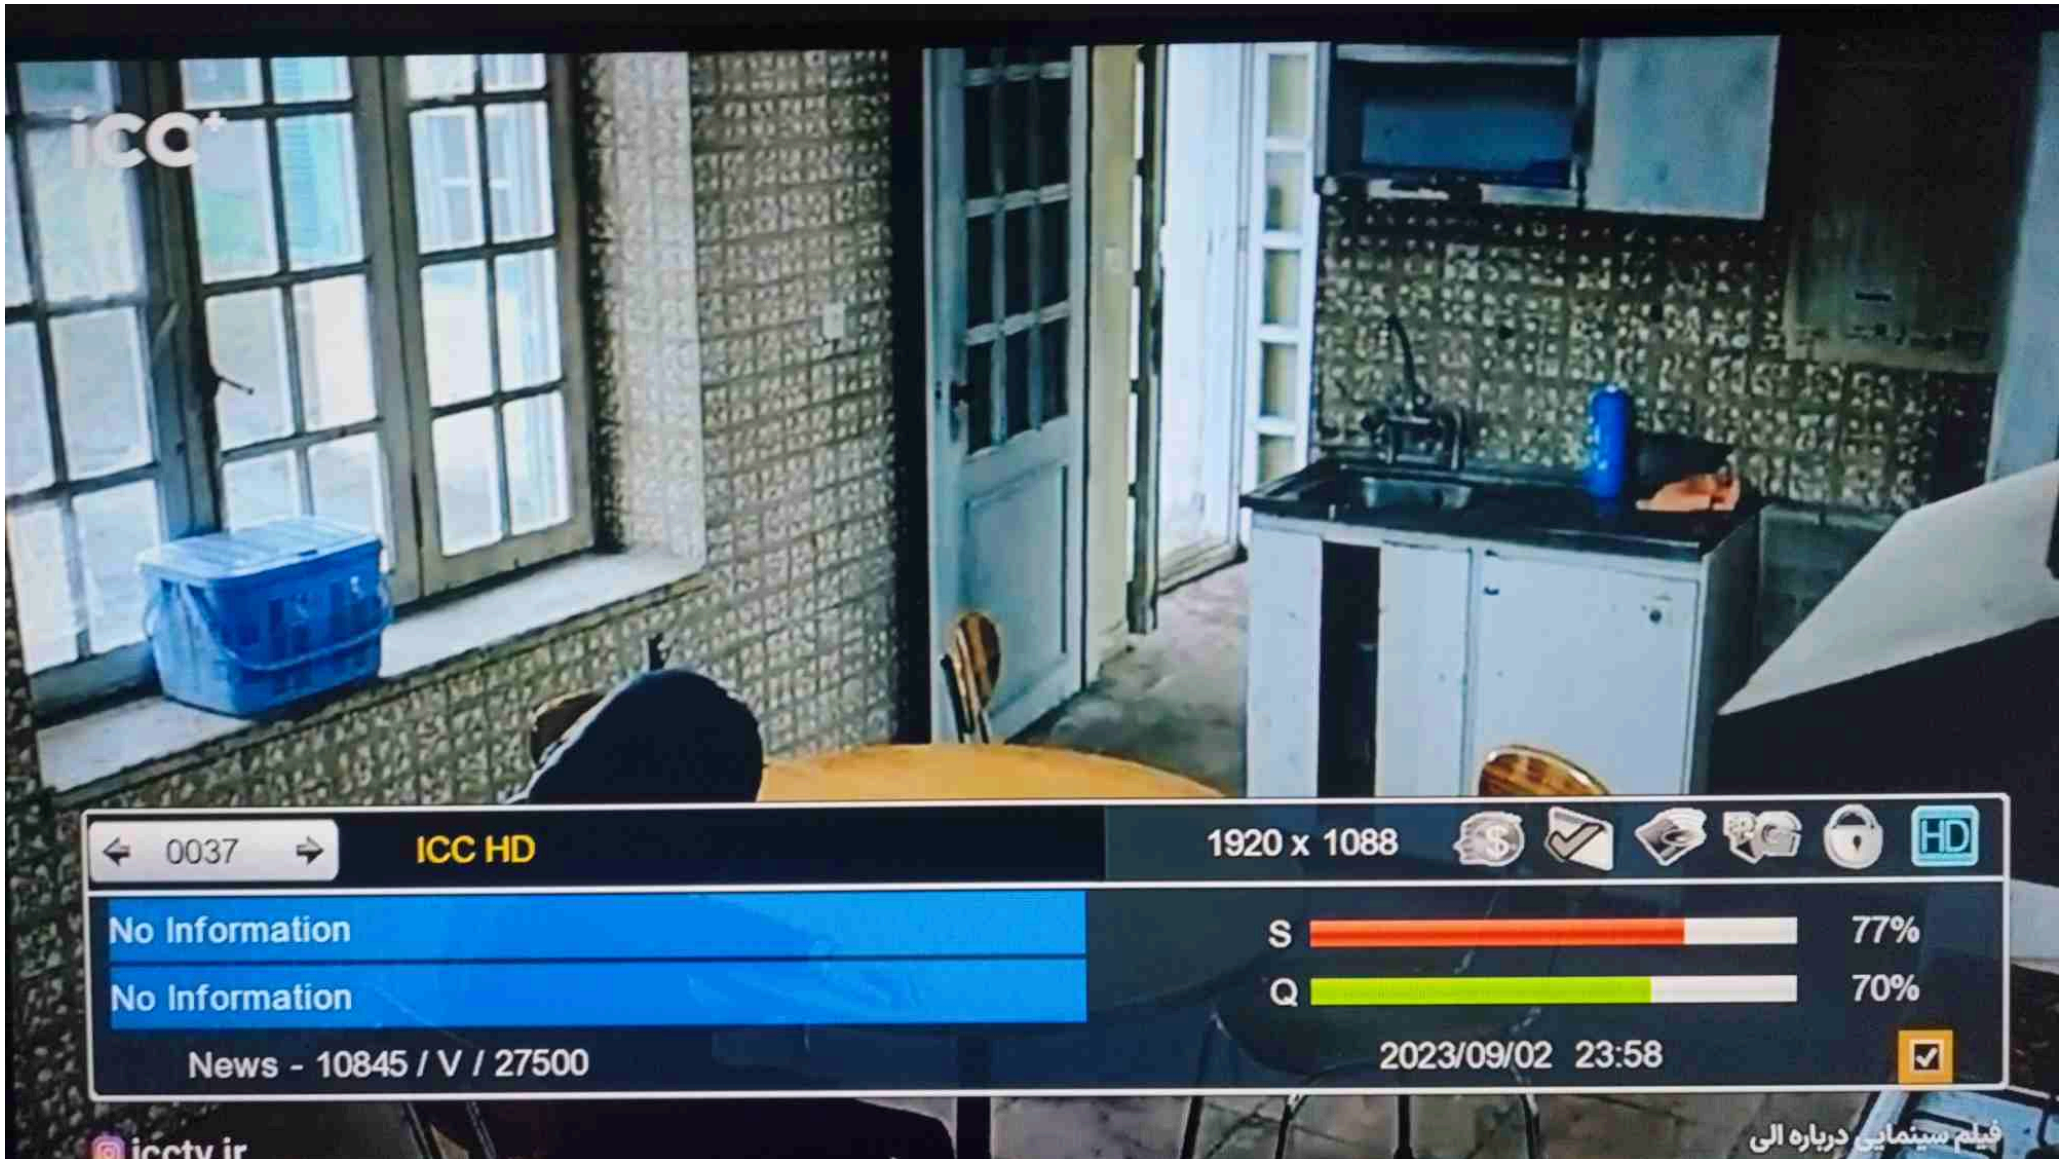 icc+
0037
ICC HD
1920 x 1088
HD
No Information
S
77%
No Information
Q
70%
News - 10845 / V / 27500
2023/09/02 23:58
icctv.ir
فیلم سینمایی درباره الی